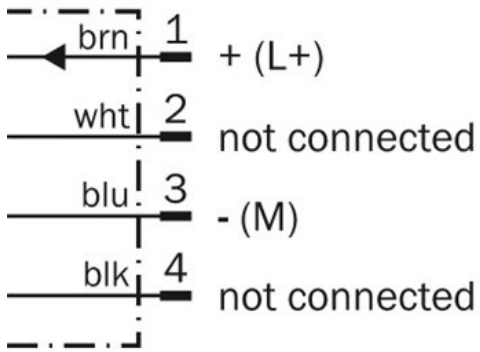 brn 1 + (L+)
wht 2 not connected
blu 3 - (M)
blk 4 not connected